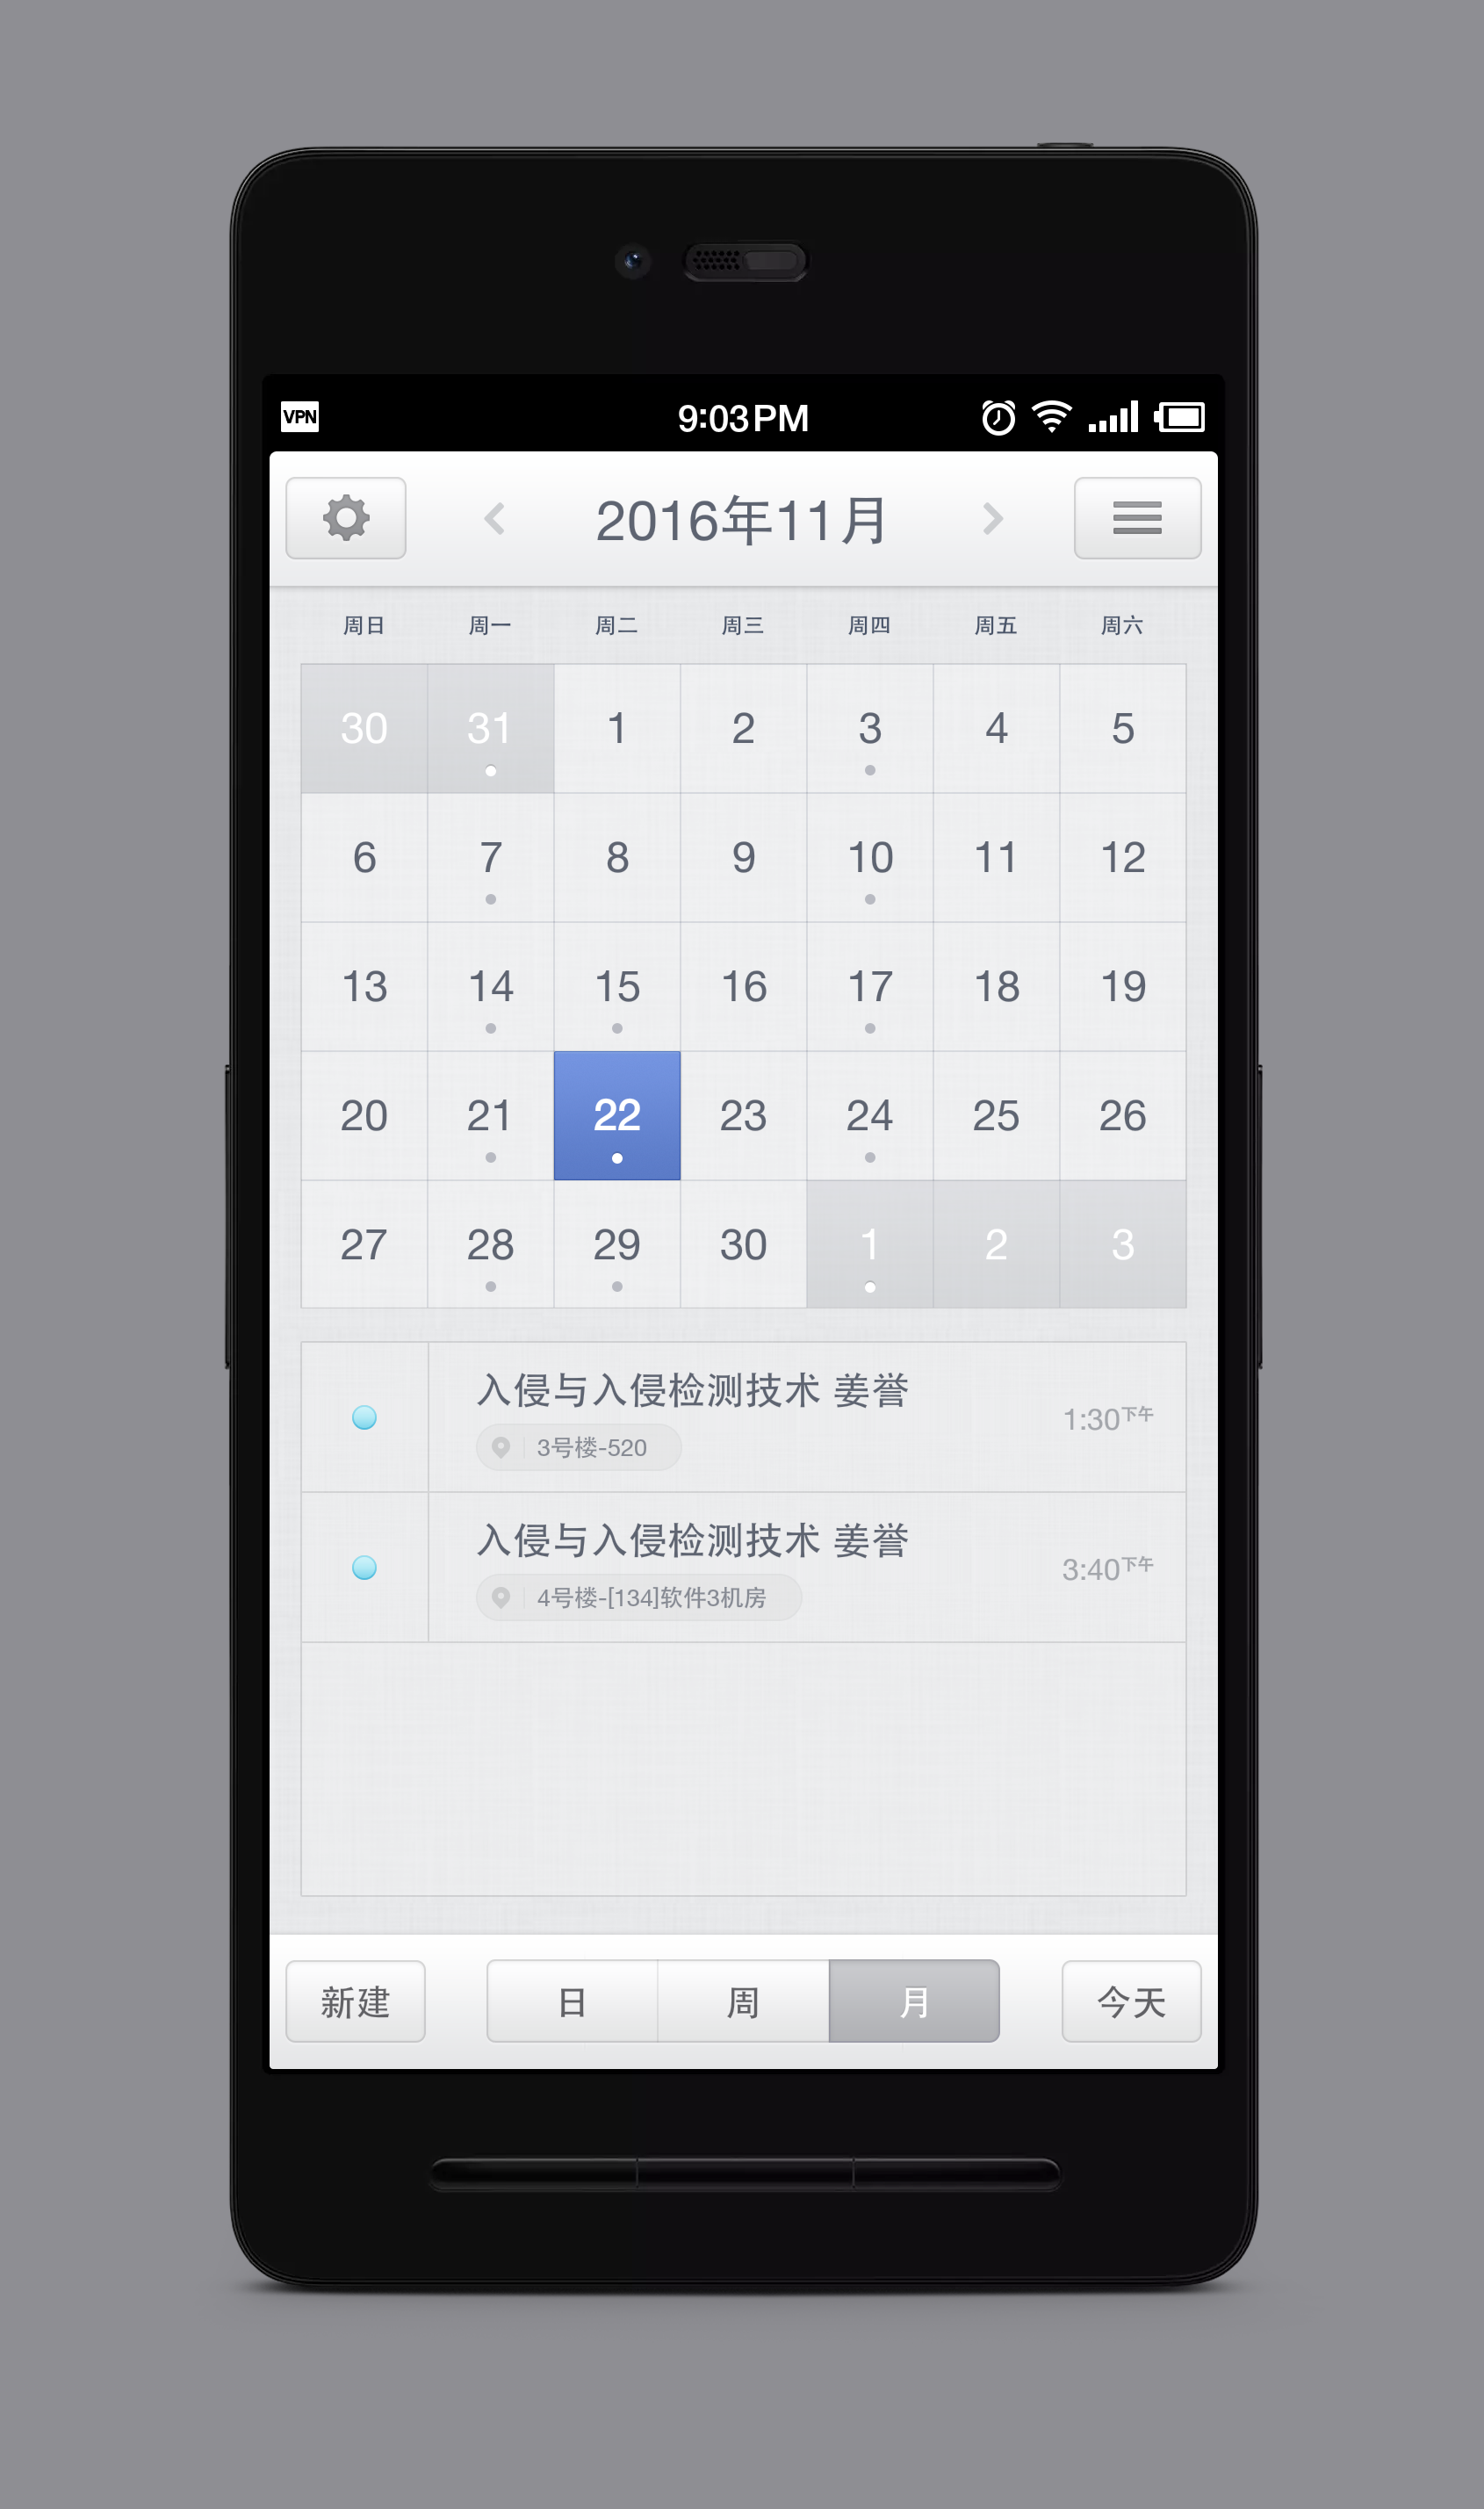 VPN 9:03 PM
2016年11月
周日 周一 周二 周三 周四 周五 周六
30 31 1 2 3 4 5
6 7 8 9 10 11 12
13 14 15 16 17 18 19
20 21 22 23 24 25 26
27 28 29 30 1 2 3
入侵与入侵检测技术 姜誉
1:30下午
3号楼-520
入侵与入侵检测技术 姜誉
3:40下午
4号楼-[134]软件3机房
新建 日 周 月 今天